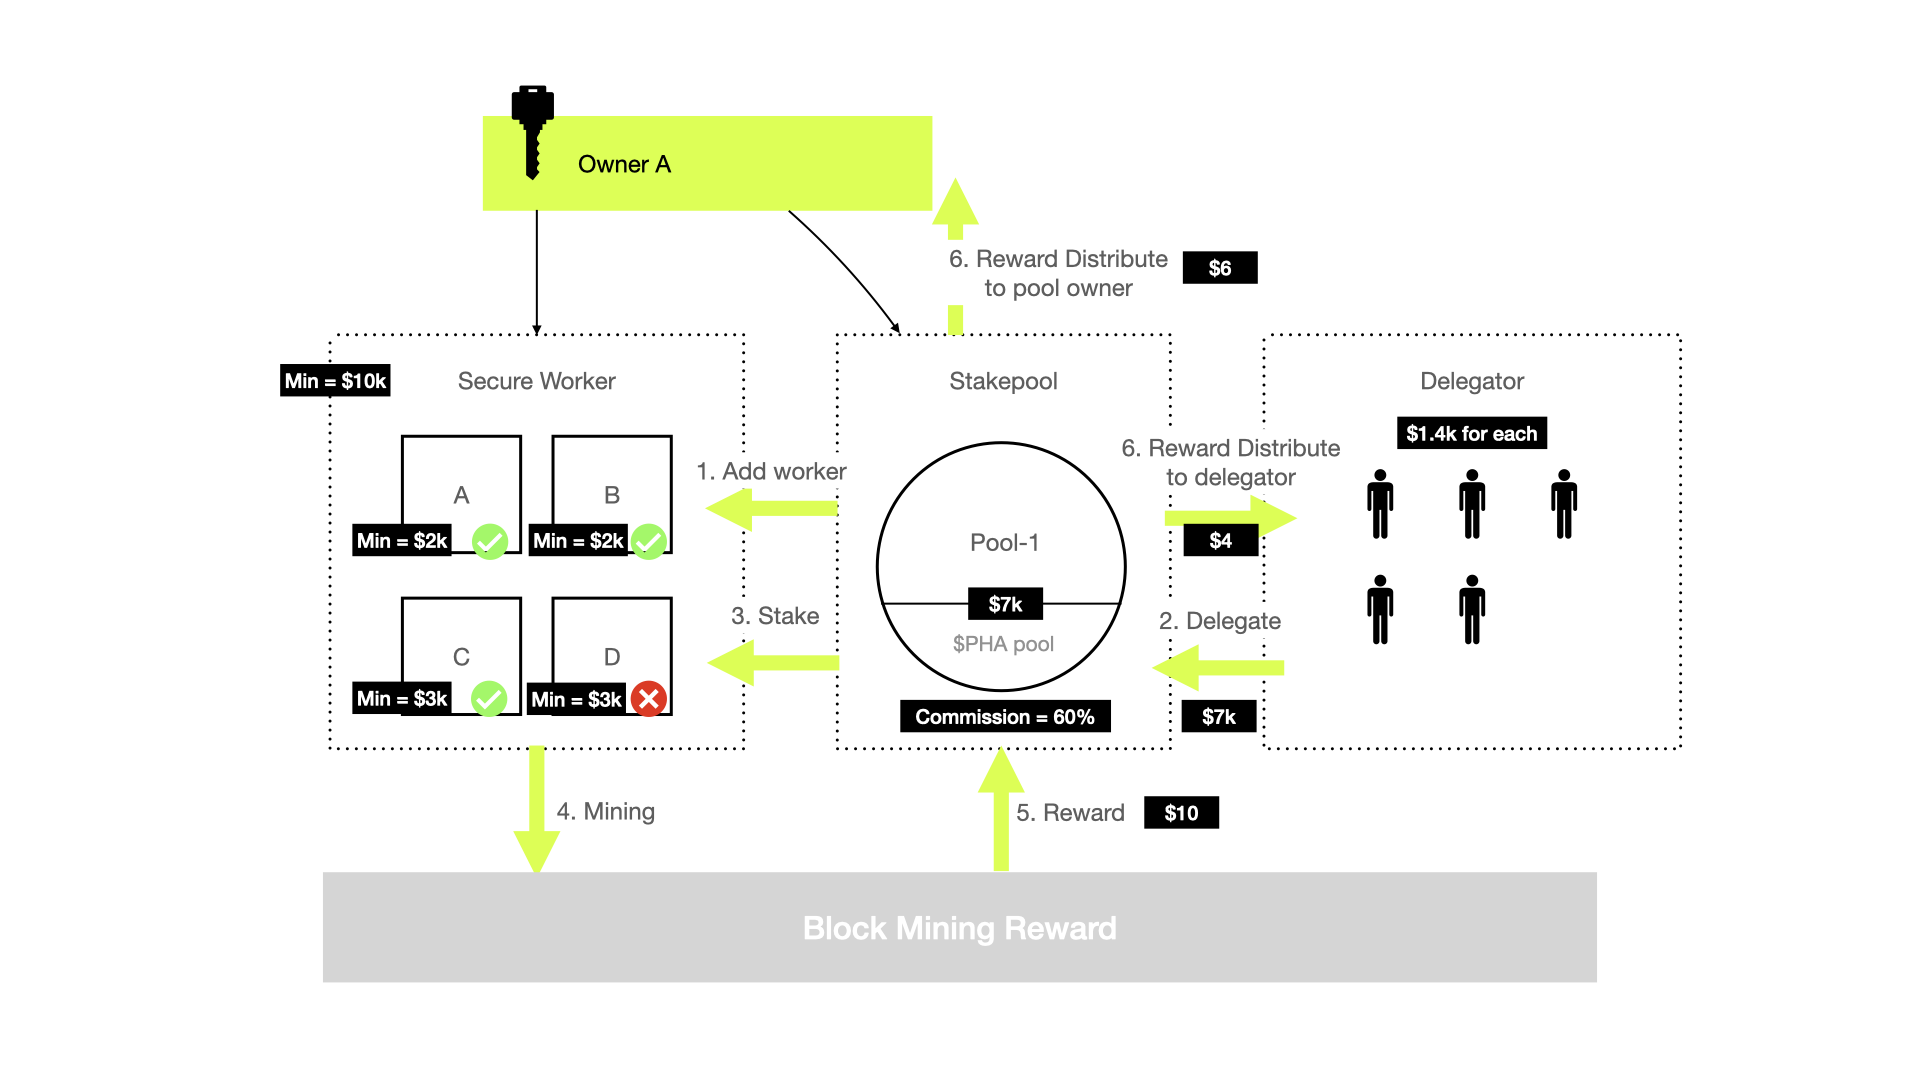 Owner A
6. Reward Distribute
to pool owner
$6
Min = $10k
Secure Worker
Stakepool
Delegator
$1.4k for each
A
B
Min = $2k
Min = $2k
1. Add worker
6. Reward Distribute
to delegator
$4
Pool-1
$7k
$PHA pool
3. Stake
2. Delegate
C
D
Min = $3k
Min = $3k
Commission = 60%
$7k
4. Mining
5. Reward
$10
Block Mining Reward